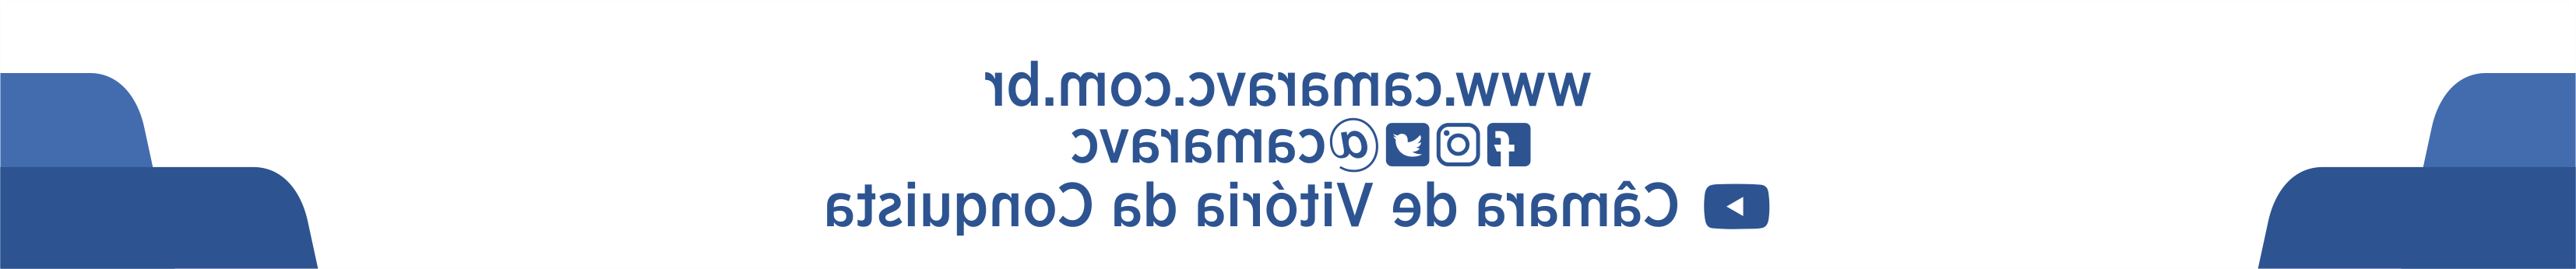 www.camaravc.com.br
@camaravc
Câmara de Vitória da Conquista